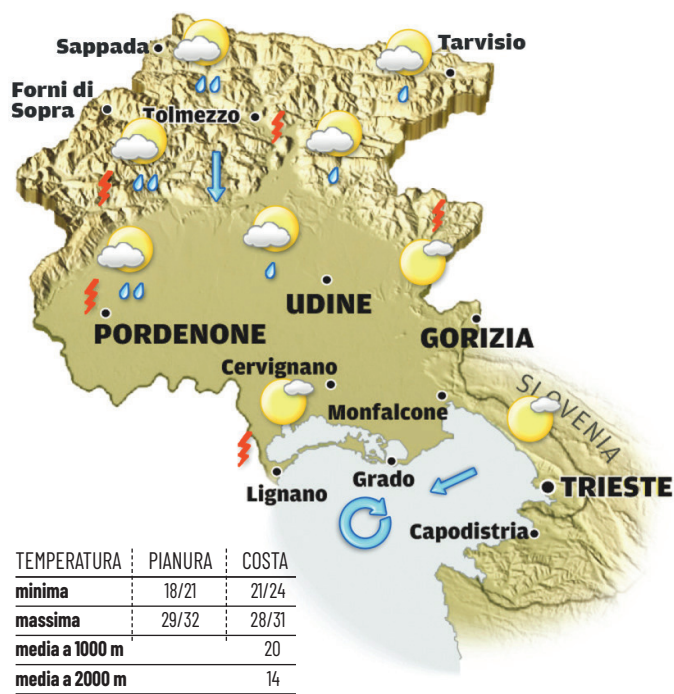 Sappada
Tarvisio
Forni di
Sopra
Tolmezzo
UDINE
PORDENONE
GORIZIA
Cervignano
SLOVENIA
Monfalcone
Grado
Lignano
TRIESTE
Capodistria
TEMPERATURA PIANURA COSTA
minima 18/21 21/24
massima 29/32 28/31
media a 1000 m 20
media a 2000 m 14